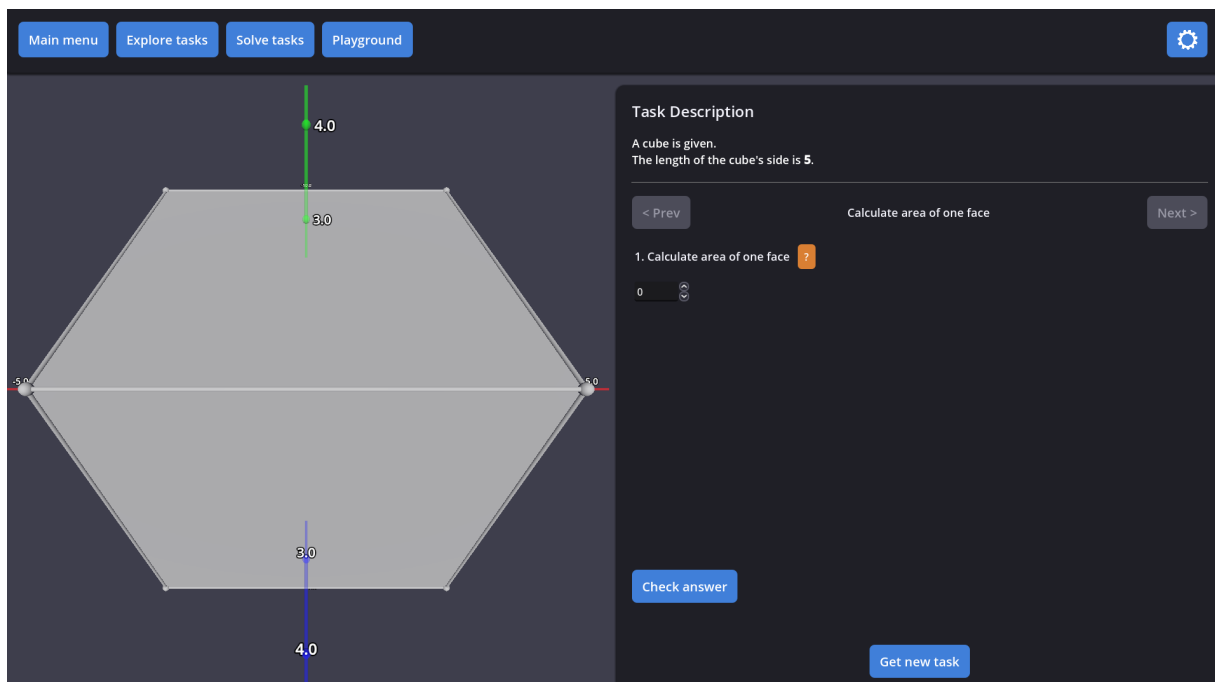 Main menu
Explore tasks
Solve tasks
Playground
4.0
3.0
-5.0
5.0
3.0
4.0
Task Description
A cube is given.
The length of the cube's side is 5.
< Prev
Calculate area of one face
Next >
1. Calculate area of one face ?
0
Check answer
Get new task